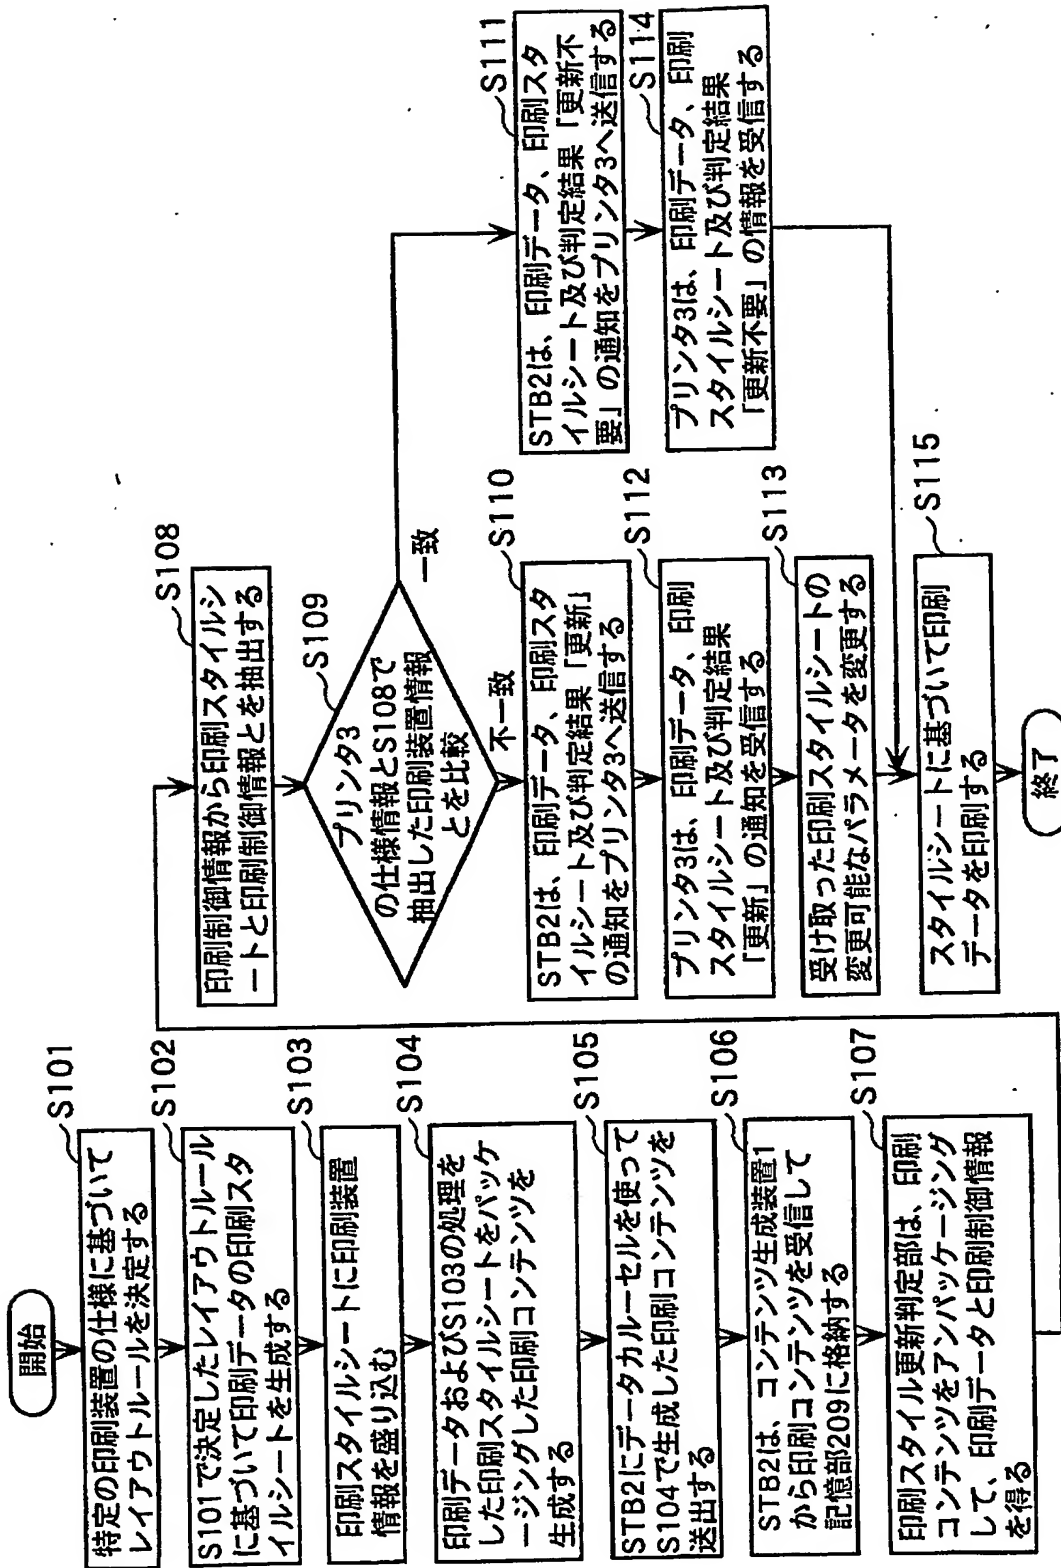 開始
S101
特定の印刷装置の仕様に基づいて
レイアウトルールを決定する
S102
S101で決定したレイアウトルール
に基づいて印刷データの印刷スタ
イルシートを生成する
S103
印刷スタイルシートに印刷装置
情報を盛り込む
S104
印刷データおよびS103の処理を
した印刷スタイルシートをパッケ
ージングした印刷コンテンツを
生成する
S105
STB2にデータカルーセルを使って
S104で生成した印刷コンテンツを
送出する
S106
STB2は、コンテンツ生成装置1
から印刷コンテンツを受信して
記憶部209に格納する
S107
印刷スタイル更新判定部は、印刷
コンテンツをアンパッケージング
して、印刷データと印刷制御情報
を得る
S108
印刷制御情報から印刷スタイルシ
ートと印刷制御情報とを抽出する
S109
プリンタ3
の仕様情報とS108で
抽出した印刷装置情報
とを比較
一致
不一致
S110
STB2は、印刷データ、印刷スタ
イルシート及び判定結果「更新」
の通知をプリンタ3へ送信する
S112
プリンタ3は、印刷データ、印刷
スタイルシート及び判定結果
「更新」の通知を受信する
S113
受け取った印刷スタイルシートの
変更可能なパラメータを変更する
S111
STB2は、印刷データ、印刷スタ
イルシート及び判定結果「更新不
要」の通知をプリンタ3へ送信する
S114
プリンタ3は、印刷データ、印刷
スタイルシート及び判定結果
「更新不要」の情報を受信する
S115
スタイルシートに基づいて印刷
データを印刷する
終了